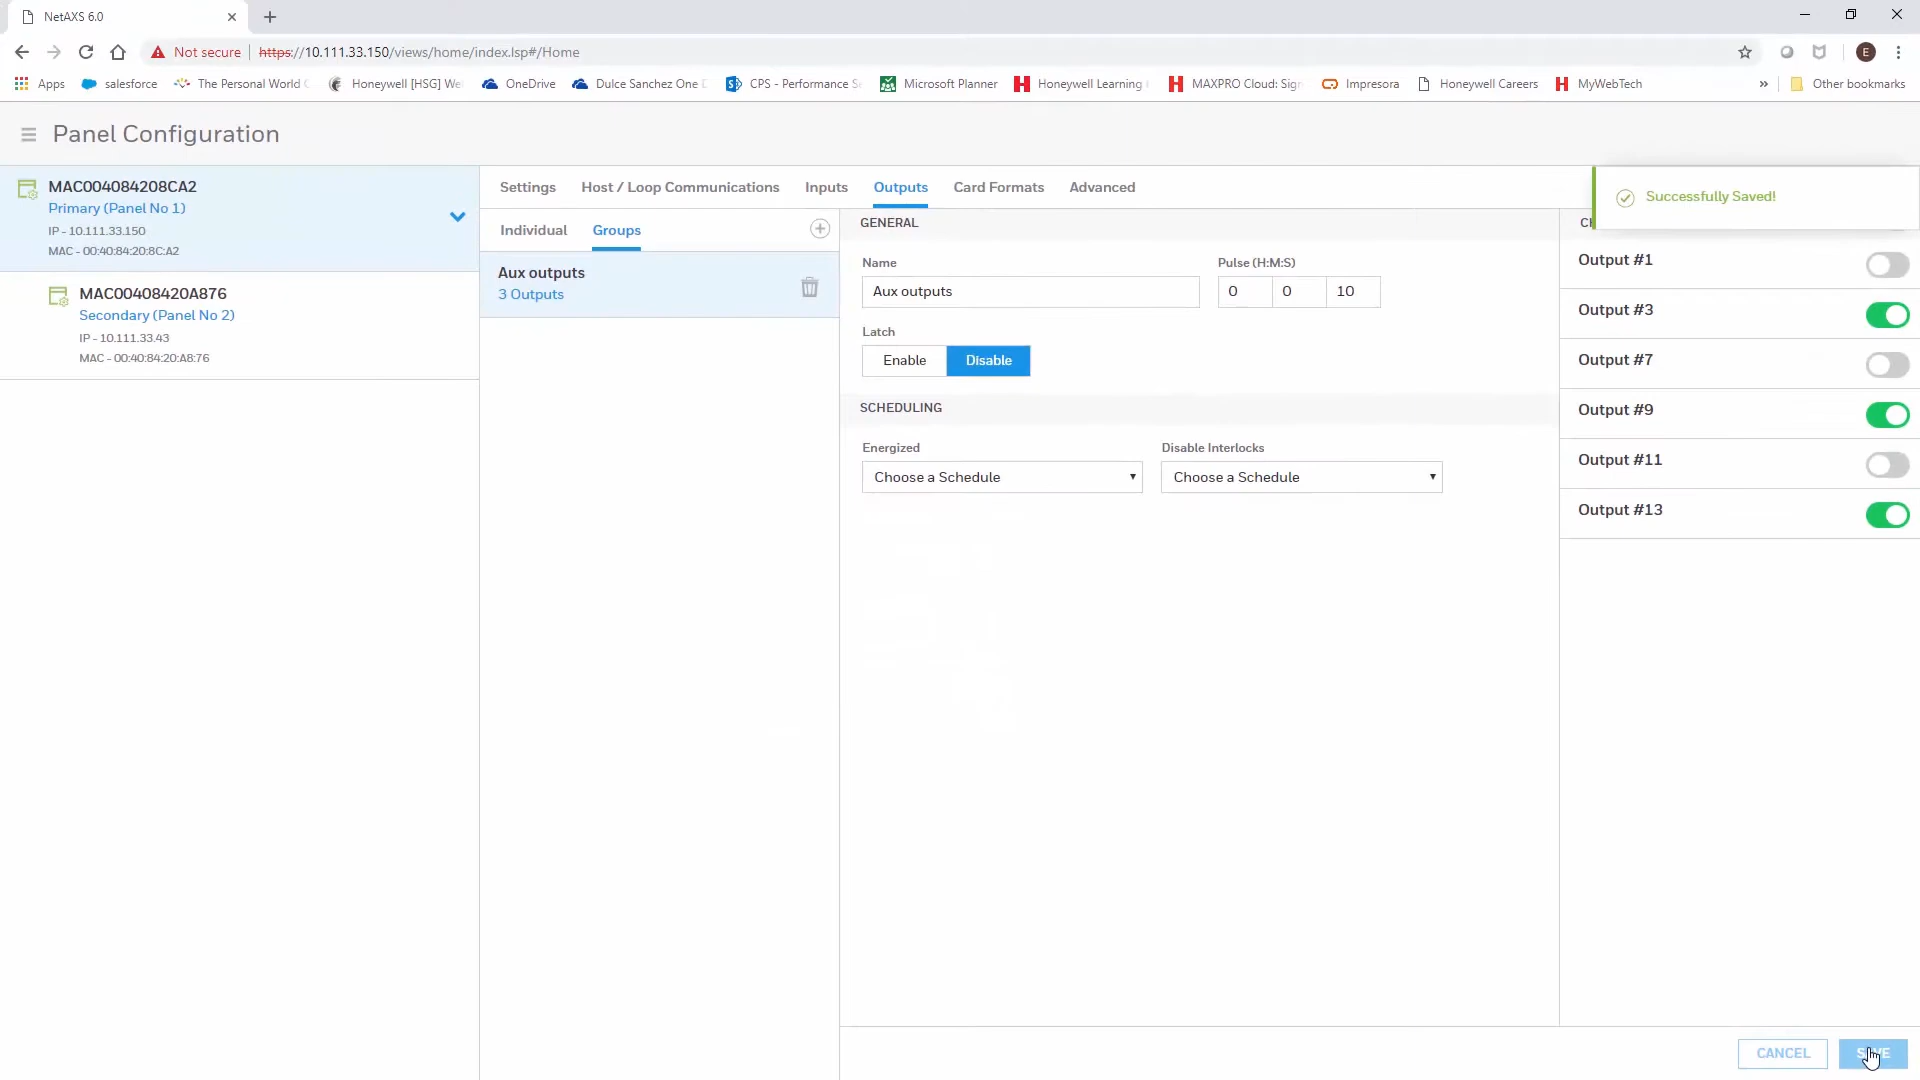 NetAXS 6.0
Not secure https://10.111.33.150/views/home/index.lsp#/Home E
Apps salesforce The Personal World Honeywell [HSG] We OneDrive Dulce Sanchez One CPS - Performance Microsoft Planner Honeywell Learning MAXPRO Cloud: Sig Impresora Honeywell Careers MyWebTech » Other bookmarks
Panel Configuration
MAC004084208CA2
Primary (Panel No 1)
IP - 10.111.33.150
MAC - 00:40:84:20:8C:A2
MAC00408420A876
Secondary (Panel No 2)
IP - 10.111.33.43
MAC - 00:40:84:20:A8:76
Settings Host / Loop Communications Inputs Outputs Card Formats Advanced
Individual Groups
Aux outputs
3 Outputs
GENERAL
Name Pulse (H:M:S)
Aux outputs 0 0 10
Latch
Enable Disable
SCHEDULING
Energized Disable Interlocks
Choose a Schedule Choose a Schedule
Successfully Saved!
Output #1
Output #3
Output #7
Output #9
Output #11
Output #13
CANCEL